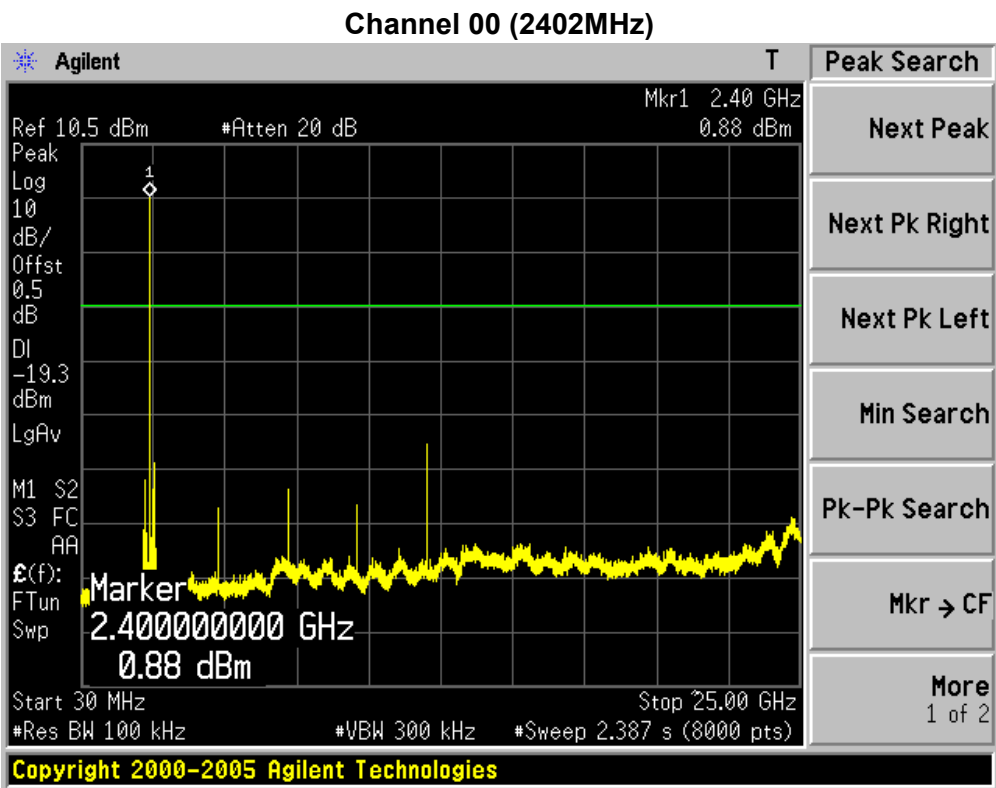 Channel 00 (2402MHz)
Agilent T Peak Search
Mkr1 2.40 GHz
Ref 10.5 dBm #Atten 20 dB 0.88 dBm
Peak
Log
10
dB/
Offst
0.5
dB
DI
-19.3
dBm
LgAv
M1 S2
S3 FC
AA
£(f):
FTun
Swp
1
Marker
2.400000000 GHz
0.88 dBm
Start 30 MHz Stop 25.00 GHz
#Res BW 100 kHz #VBW 300 kHz #Sweep 2.387 s (8000 pts)
Next Peak
Next Pk Right
Next Pk Left
Min Search
Pk-Pk Search
Mkr → CF
More
1 of 2
Copyright 2000-2005 Agilent Technologies